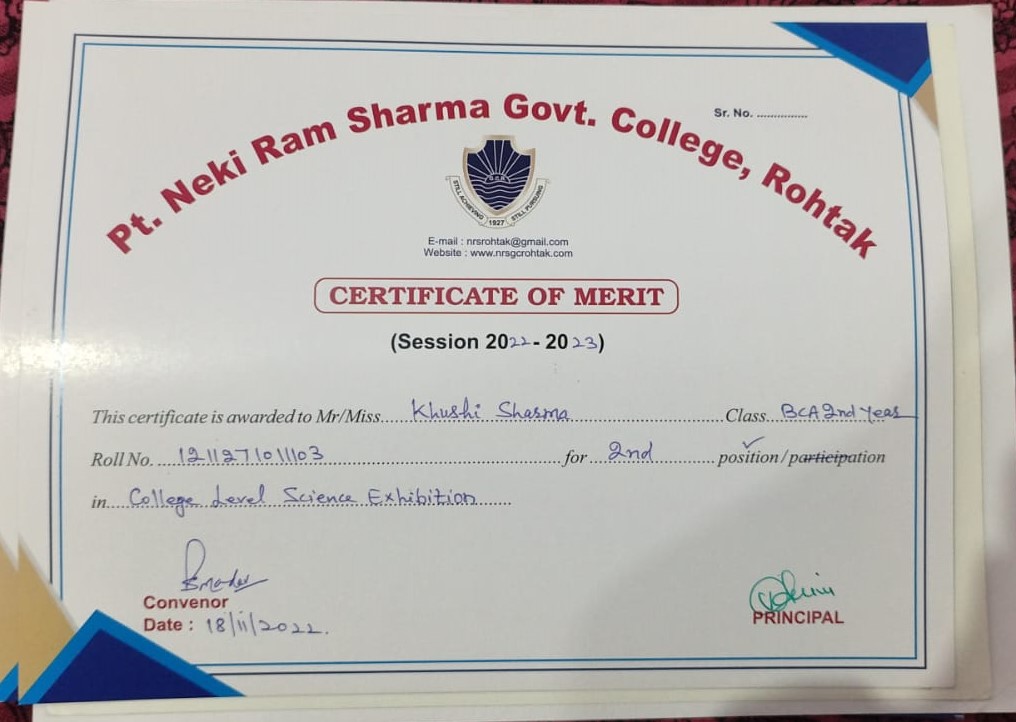 Sr. No. ...............
Pt. Neki Ram Sharma Govt. College, Rohtak
STILL ACHIEVING 1927 STILL PURSUING
E-mail : nrsrohtak@gmail.com
Website : www.nrsgcrohtak.com
CERTIFICATE OF MERIT
(Session 2022 - 2023)
This certificate is awarded to Mr/Miss. Khushi Sharma Class. BCA 2nd Year
Roll No. 1211271011103 for 2nd position / participation
in College Level Science Exhibition
Convenor
Date : 18/11/2022.
PRINCIPAL